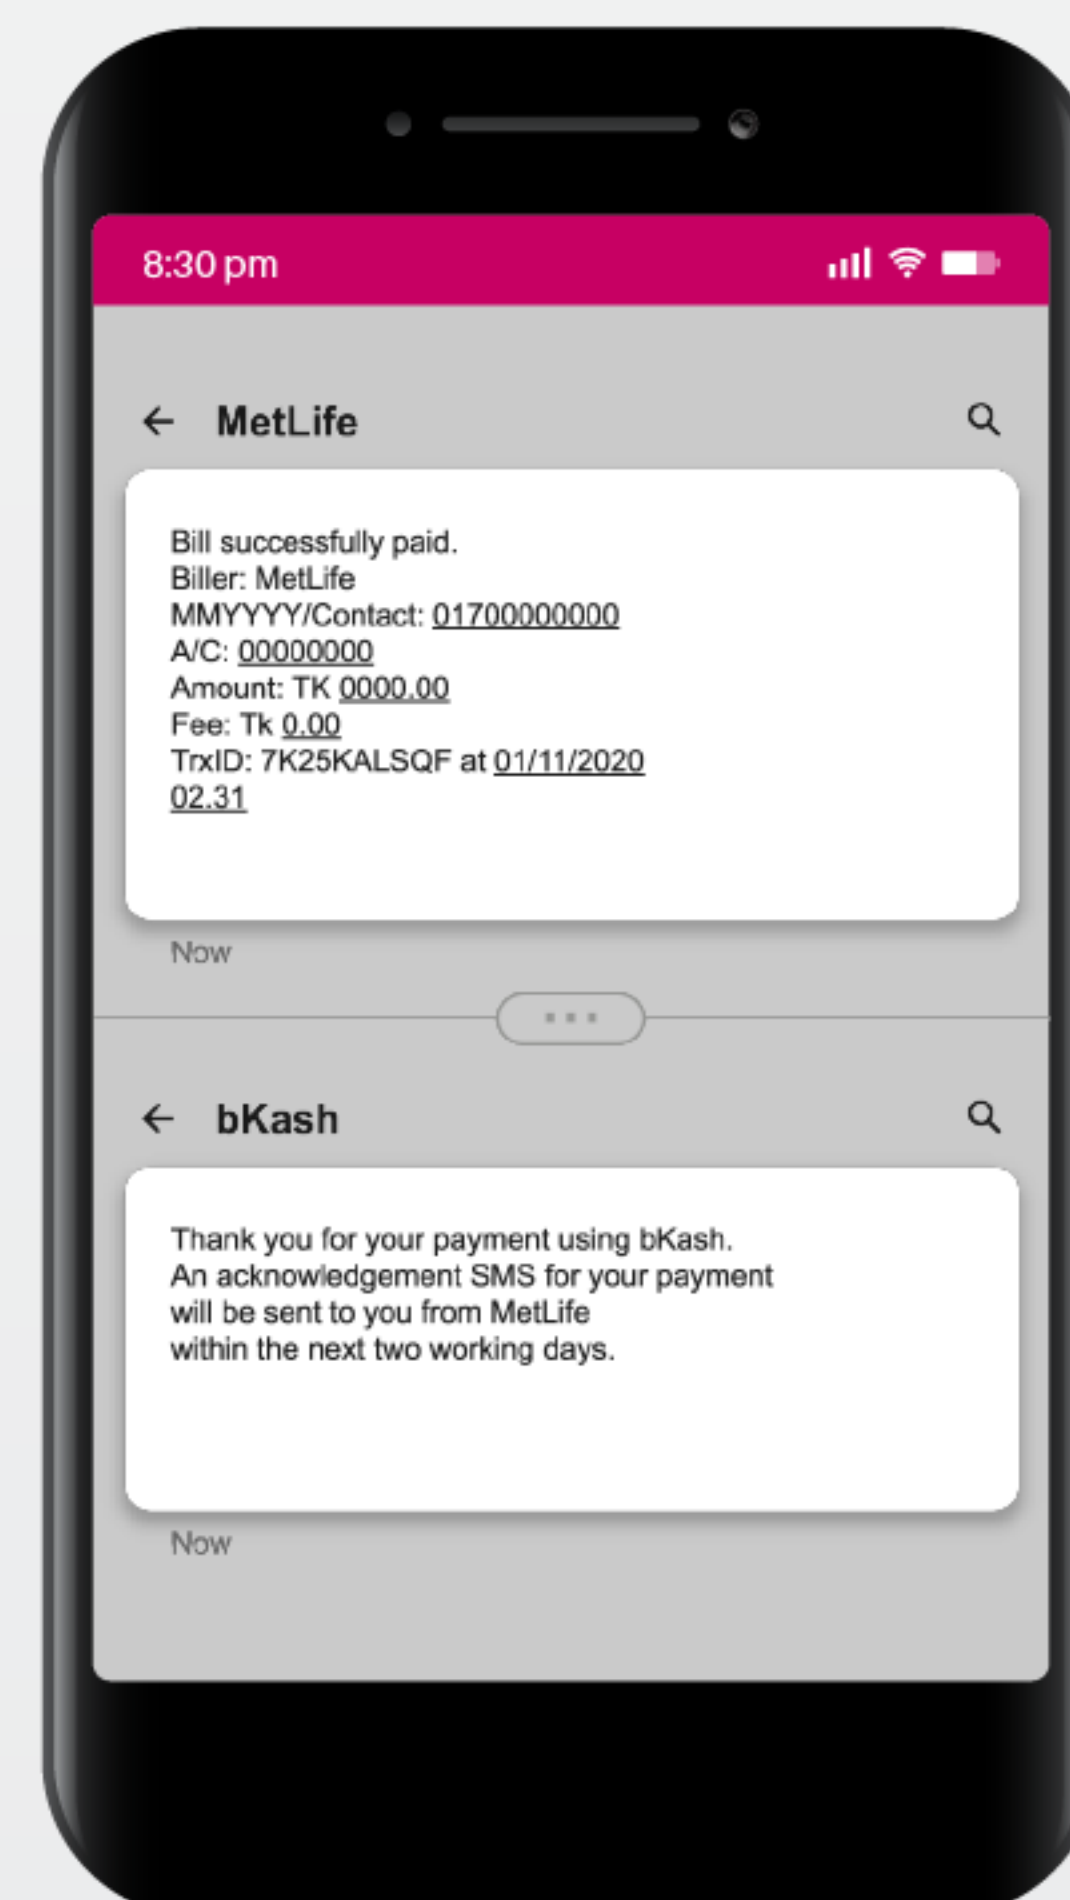 8:30 pm
MetLife
Bill successfully paid.
Biller: MetLife
MMYYYY/Contact: 01700000000
A/C: 00000000
Amount: TK 0000.00
Fee: Tk 0.00
TrxID: 7K25KALSQF at 01/11/2020
02.31
Now
bKash
Thank you for your payment using bKash.
An acknowledgement SMS for your payment
will be sent to you from MetLife
within the next two working days.
Now